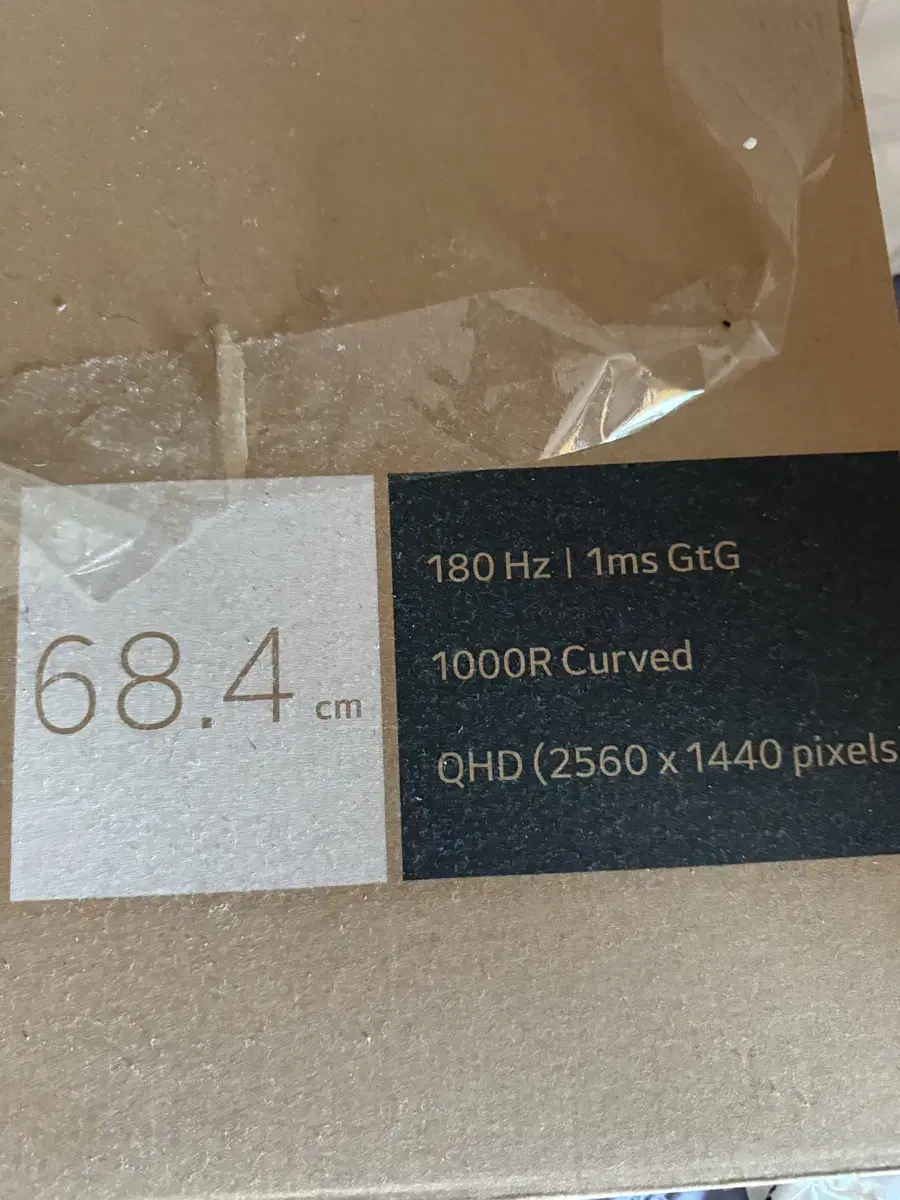 68.4 cm
180 Hz | 1ms GtG
1000R Curved
QHD (2560 x 1440 pixels